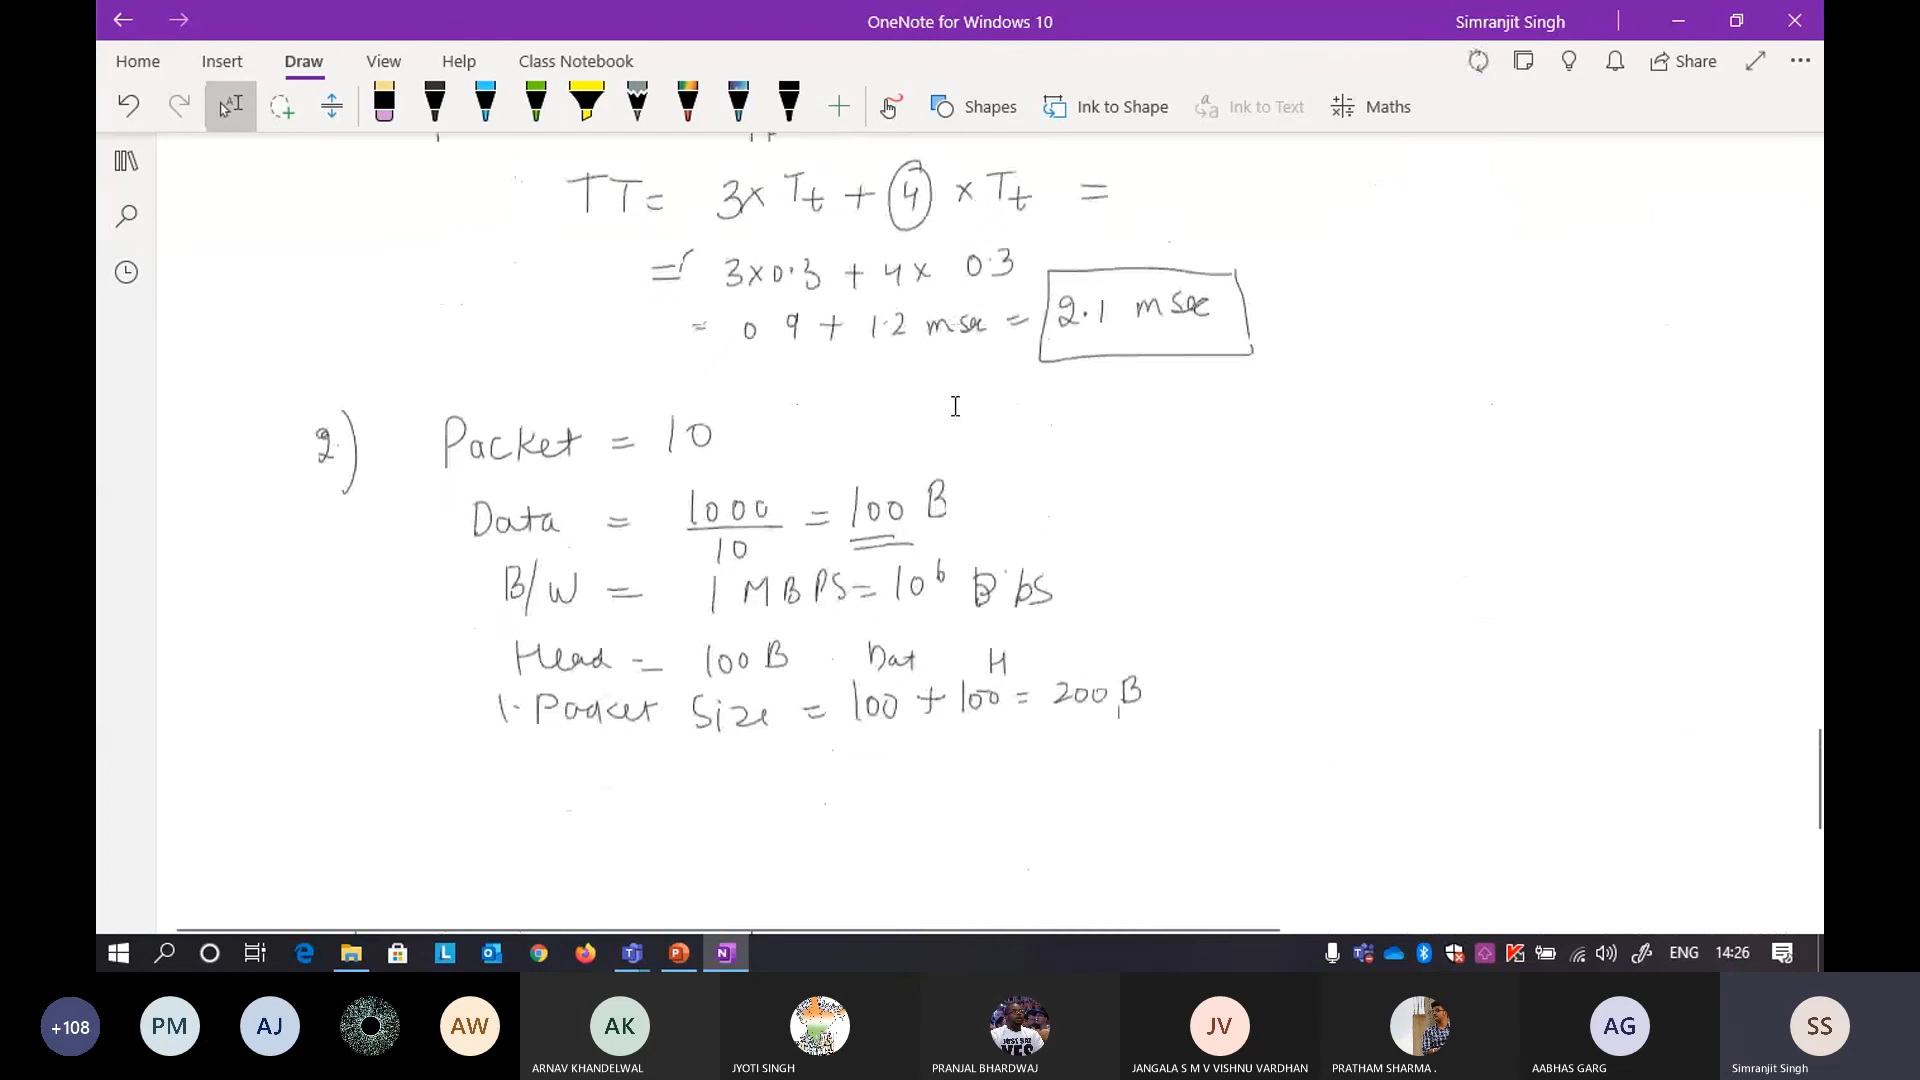 OneNote for Windows 10
Simranjit Singh
Home Insert Draw View Help Class Notebook
Share
Shapes Ink to Shape Ink to Text Maths
TT = 3 x Tt + 4 x Tt =
= 3x0.3 + 4x 0.3
= 0 9 + 1.2 msec = 2.1 msec
2.) Packet = 10
Data = 1000/10 = 100 B
B/W = 1 MBPS = 10^6 B bs
Head = 100 B Dat H
1. Packet Size = 100 + 100 = 200 B
ENG 14:26
+108 PM AJ AW AK JV AG SS
ARNAV KHANDELWAL JYOTI SINGH PRANJAL BHARDWAJ JANGALA S M V VISHNU VARDHAN PRATHAM SHARMA . AABHAS GARG Simranjit Singh